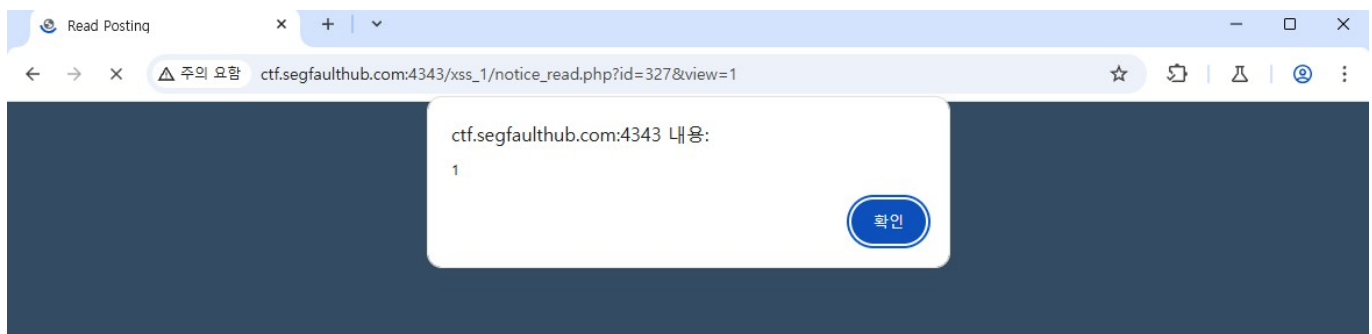 Read Posting
주의 요함 ctf.segfaulthub.com:4343/xss_1/notice_read.php?id=327&view=1
ctf.segfaulthub.com:4343 내용:
1
확인